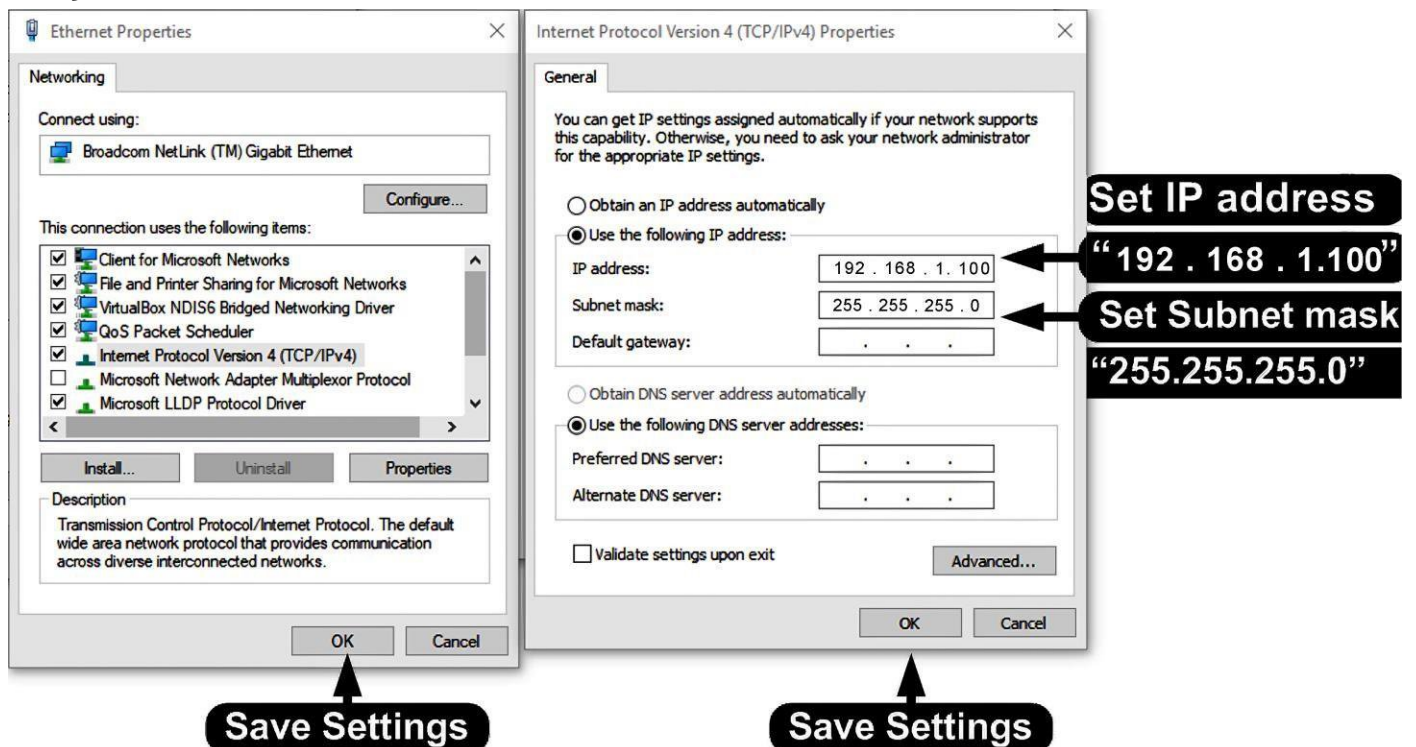 Ethernet Properties
Networking
Connect using:
Broadcom NetLink (TM) Gigabit Ethernet
Configure...
This connection uses the following items:
Client for Microsoft Networks
File and Printer Sharing for Microsoft Networks
VirtualBox NDIS6 Bridged Networking Driver
QoS Packet Scheduler
Internet Protocol Version 4 (TCP/IPv4)
Microsoft Network Adapter Multiplexor Protocol
Microsoft LLDP Protocol Driver
Install...
Uninstall
Properties
Description
Transmission Control Protocol/Internet Protocol. The default
wide area network protocol that provides communication
across diverse interconnected networks.
OK
Cancel
Save Settings
Internet Protocol Version 4 (TCP/IPv4) Properties
General
You can get IP settings assigned automatically if your network supports
this capability. Otherwise, you need to ask your network administrator
for the appropriate IP settings.
Obtain an IP address automatically
Use the following IP address:
IP address:
192 . 168 . 1. 100
Subnet mask:
255 . 255 . 255 . 0
Default gateway:
. . .
Obtain DNS server address automatically
Use the following DNS server addresses:
Preferred DNS server:
. . .
Alternate DNS server:
. . .
Validate settings upon exit
Advanced...
OK
Cancel
Save Settings
Set IP address
“192 . 168 . 1.100”
Set Subnet mask
“255.255.255.0”